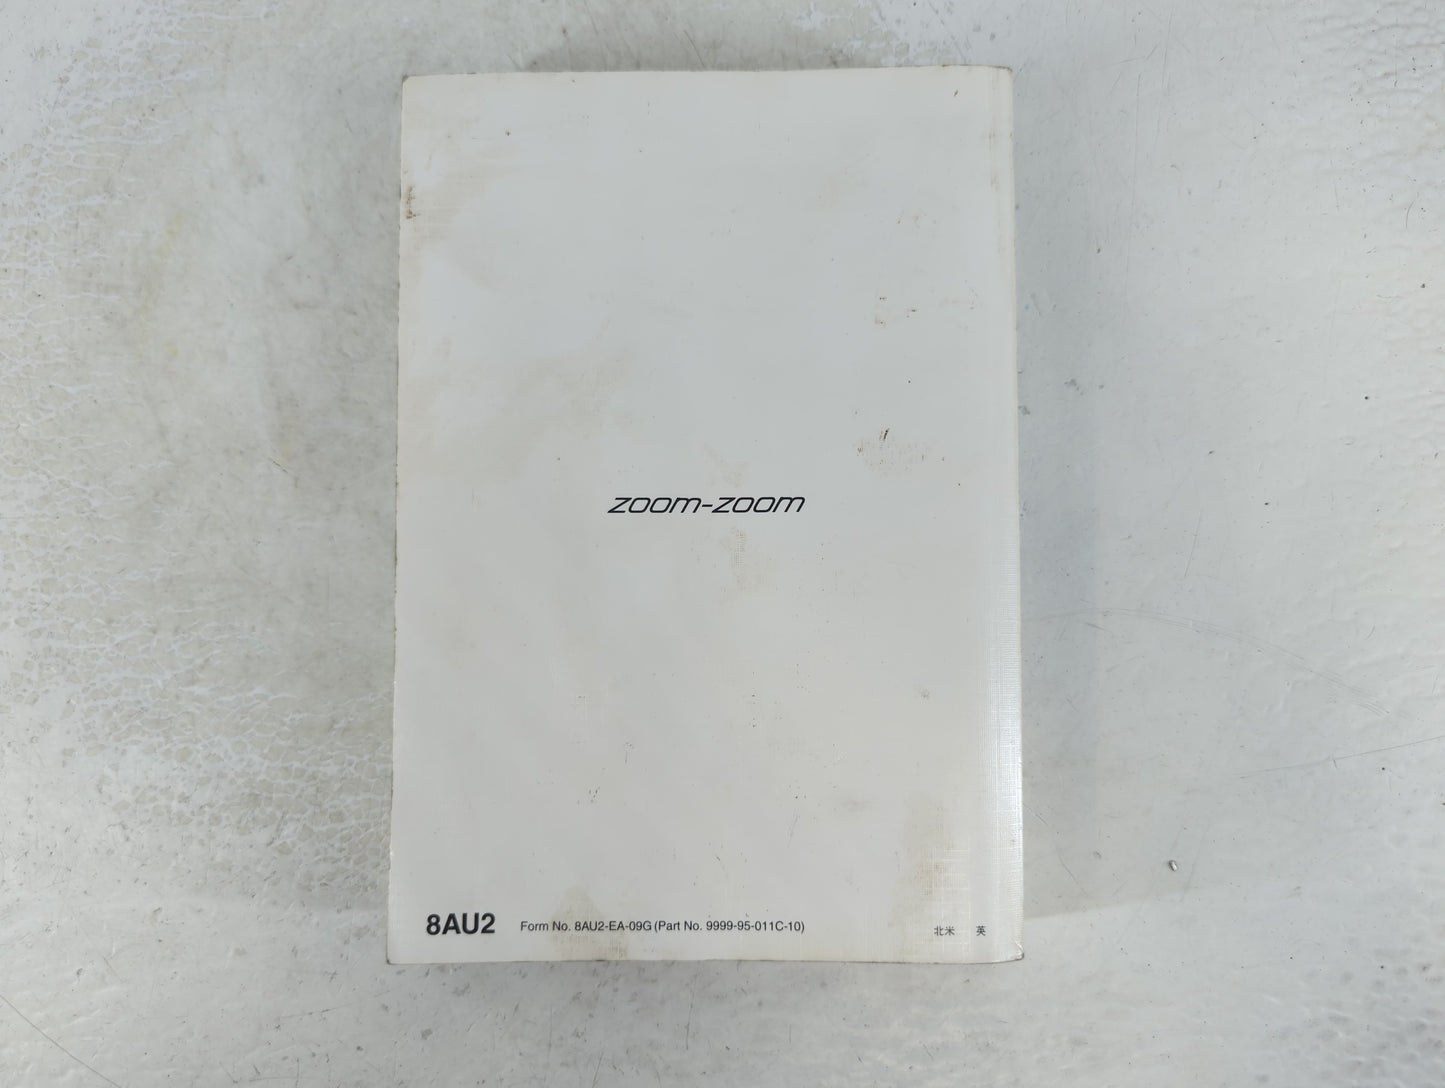 zoom-zoom
8AU2 Form No. 8AU2-EA-09G (Part No. 9999-95-011C-10) 北米 英